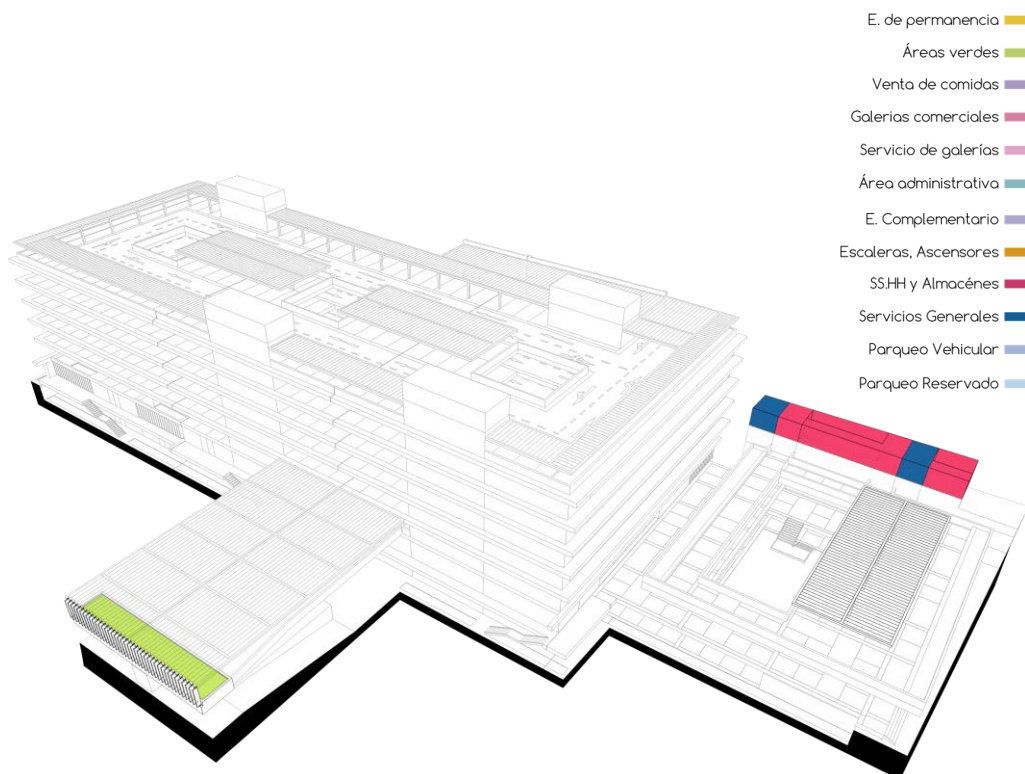 E. de permanencia
Áreas verdes
Venta de comidas
Galerias comerciales
Servicio de galerías
Área administrativa
E. Complementario
Escaleras, Ascensores
SS.HH y Almacénes
Servicios Generales
Parqueo Vehicular
Parqueo Reservado